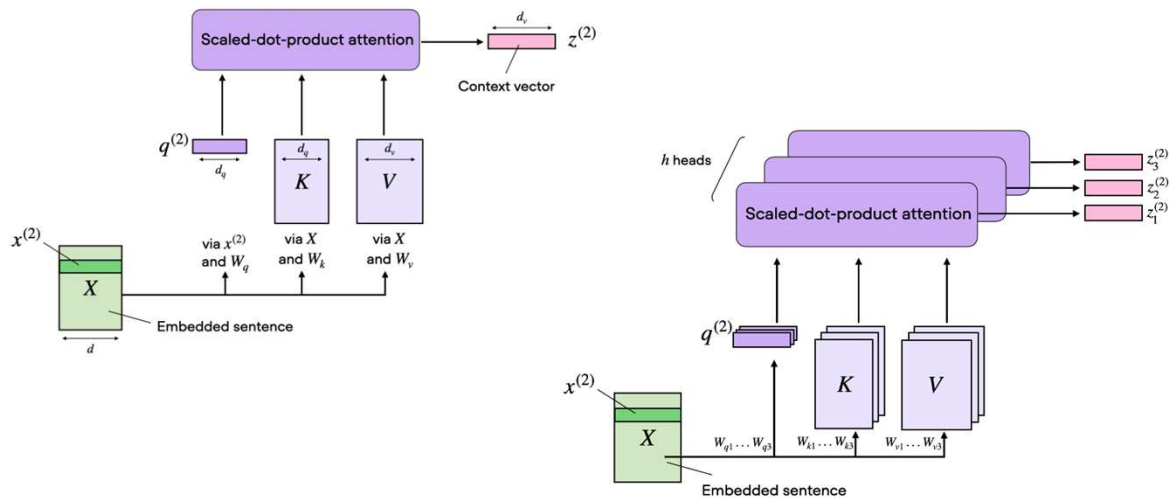 Scaled-dot-product attention
d_v
z^(2)
Context vector
q^(2)
d_q
d_q
K
d_v
V
x^(2)
X
d
via x^(2)
and W_q
via X
and W_k
via X
and W_v
Embedded sentence
h heads
Scaled-dot-product attention
z_3^(2)
z_2^(2)
z_1^(2)
q^(2)
K
V
x^(2)
X
W_q1 … W_q3
W_k1 … W_k3
W_v1 … W_v3
Embedded sentence